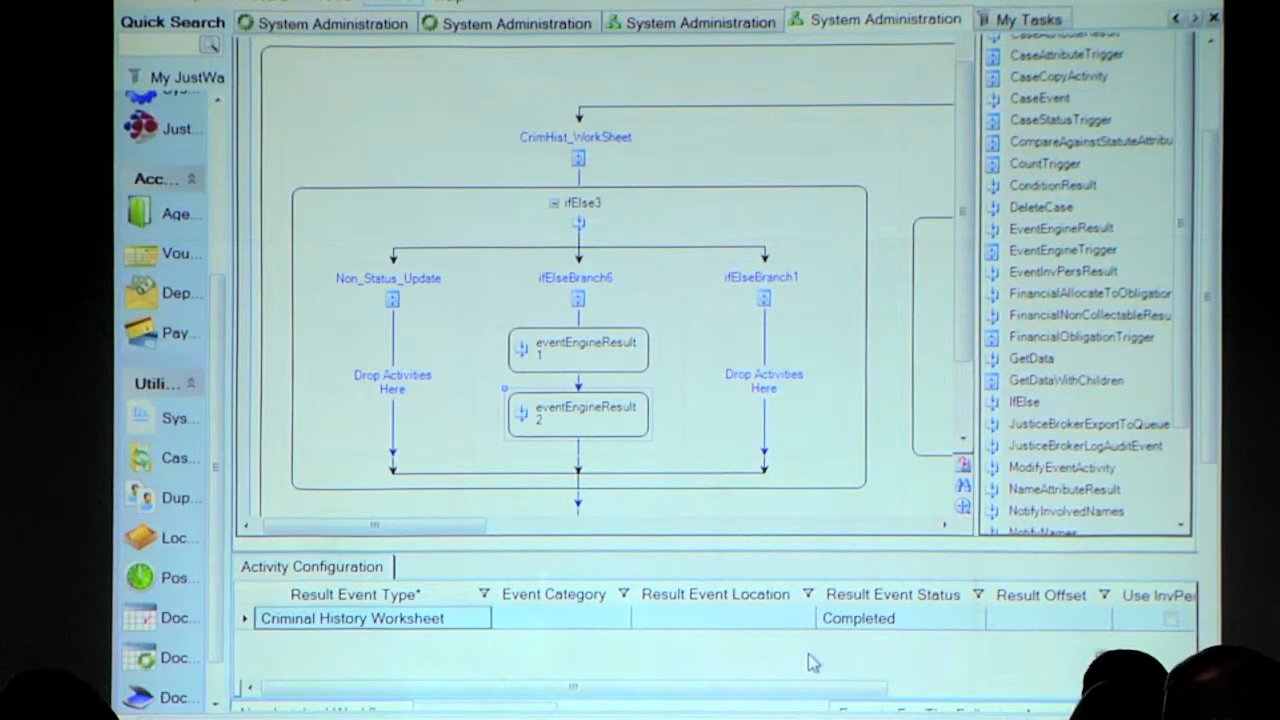 Quick Search
System Administration
System Administration
System Administration
System Administration
My Tasks
My JustWa
Just...
Acc...
Age...
Vou...
Dep...
Pay...
Utili...
Sys...
Cas...
Dup...
Loc...
Pos...
Doc...
Doc...
Doc...
CrimHist_WorkSheet
ifElse3
Non_Status_Update
ifElseBranch6
ifElseBranch1
eventEngineResult
1
Drop Activities
Here
eventEngineResult
2
Drop Activities
Here
CaseAttributeTrigger
CaseCopyActivity
CaseEvent
CaseStatusTrigger
CompareAgainstStatuteAttribu
CountTrigger
ConditionResult
DeleteCase
EventEngineResult
EventEngineTrigger
EventInvPersResult
FinancialAllocateToObligation
FinancialNonCollectableResu
FinancialObligationTrigger
GetData
GetDataWithChildren
IfElse
JusticeBrokerExportToQueue
JusticeBrokerLogAuditEvent
ModifyEventActivity
NameAttributeResult
NotifyInvolvedNames
NotifyNames
Activity Configuration
Result Event Type*
Event Category
Result Event Location
Result Event Status
Result Offset
Use InvPe
Criminal History Worksheet
Completed